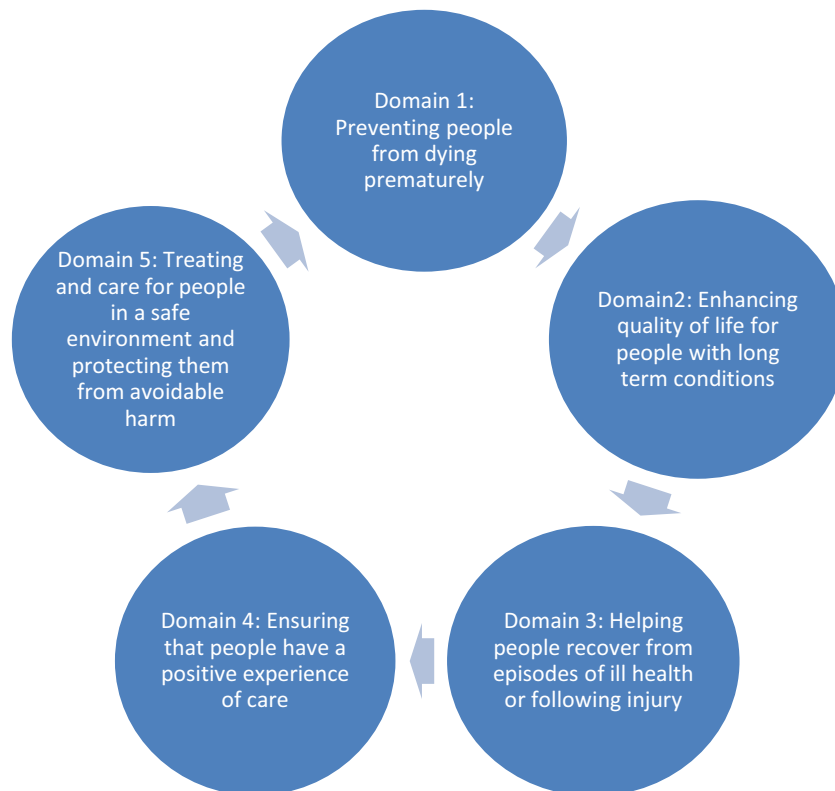 Domain 1:
Preventing people
from dying
prematurely
Domain2: Enhancing
quality of life for
people with long
term conditions
Domain 3: Helping
people recover from
episodes of ill health
or following injury
Domain 4: Ensuring
that people have a
positive experience
of care
Domain 5: Treating
and care for people
in a safe
environment and
protecting them
from avoidable
harm